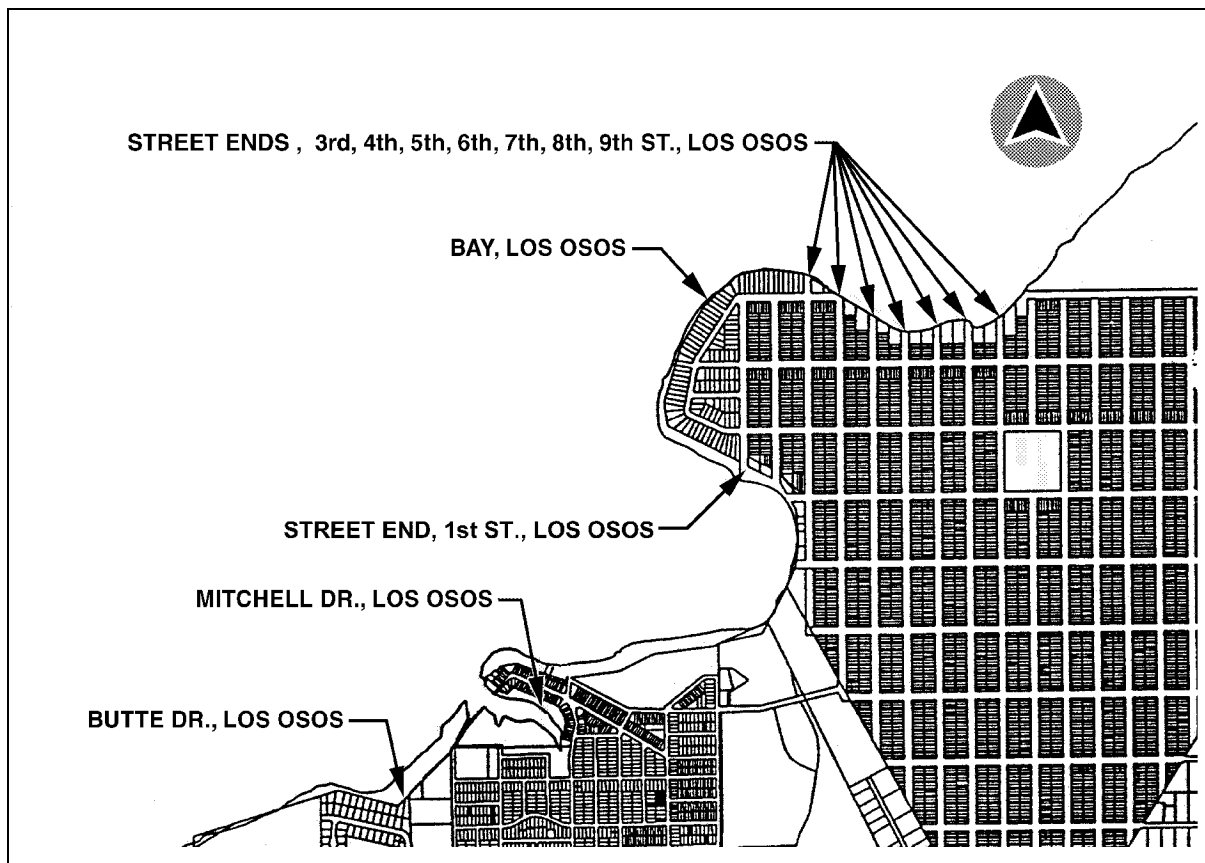 STREET ENDS , 3rd, 4th, 5th, 6th, 7th, 8th, 9th ST., LOS OSOS
BAY, LOS OSOS
STREET END, 1st ST., LOS OSOS
MITCHELL DR., LOS OSOS
BUTTE DR., LOS OSOS